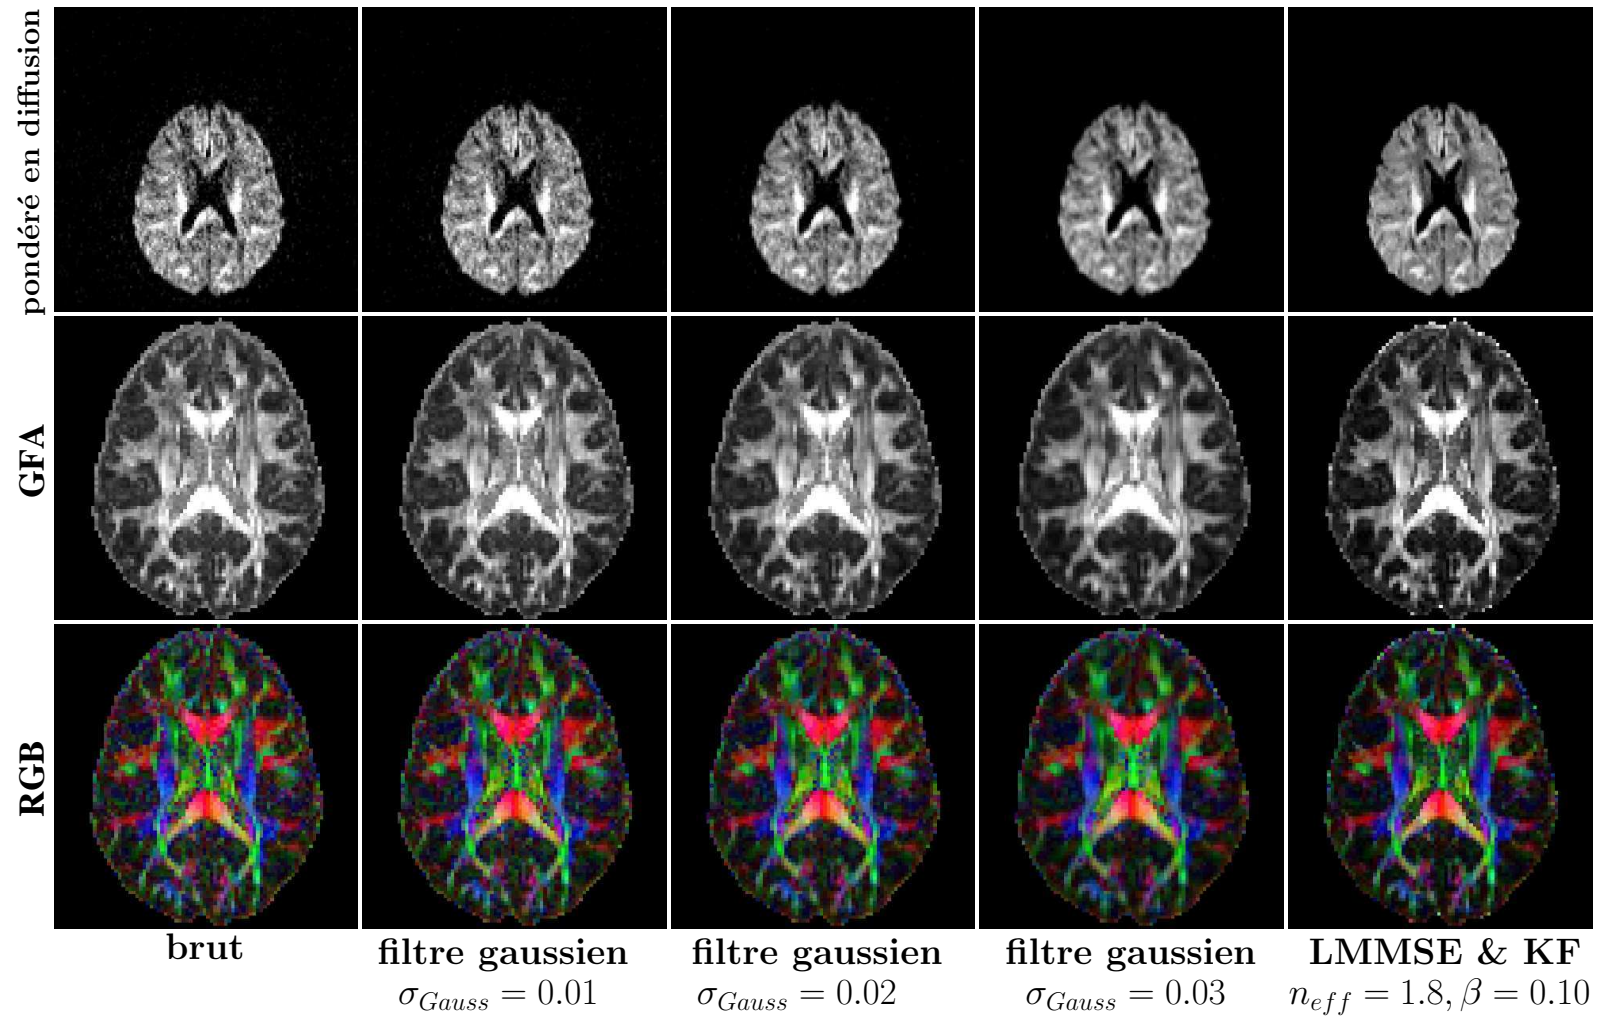 pondéré en diffusion
GFA
RGB
brut
filtre gaussien
σ_Gauss = 0.01
filtre gaussien
σ_Gauss = 0.02
filtre gaussien
σ_Gauss = 0.03
LMMSE & KF
n_eff = 1.8, β = 0.10